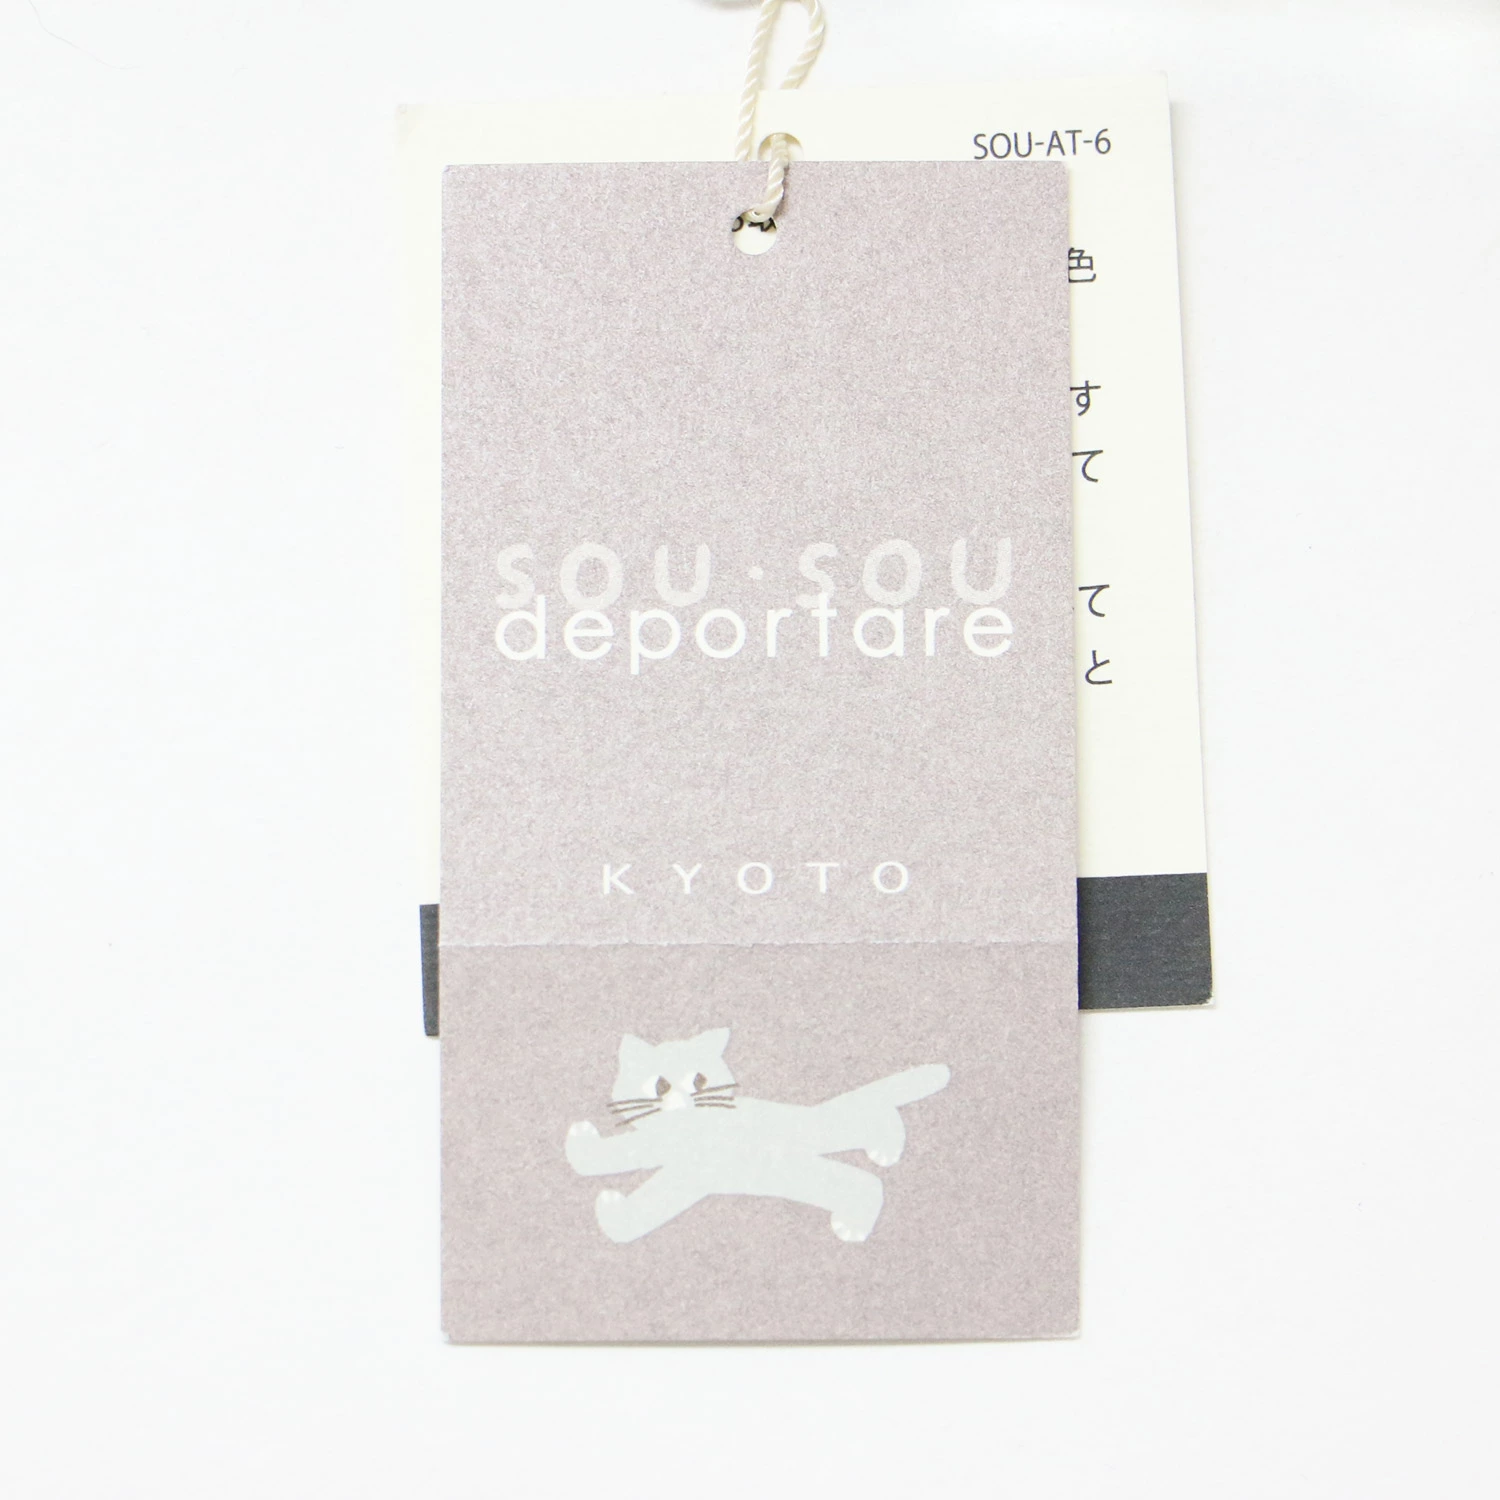 SOU-AT-6
色
す
て
て
と
SOU・SOU
deportare
KYOTO